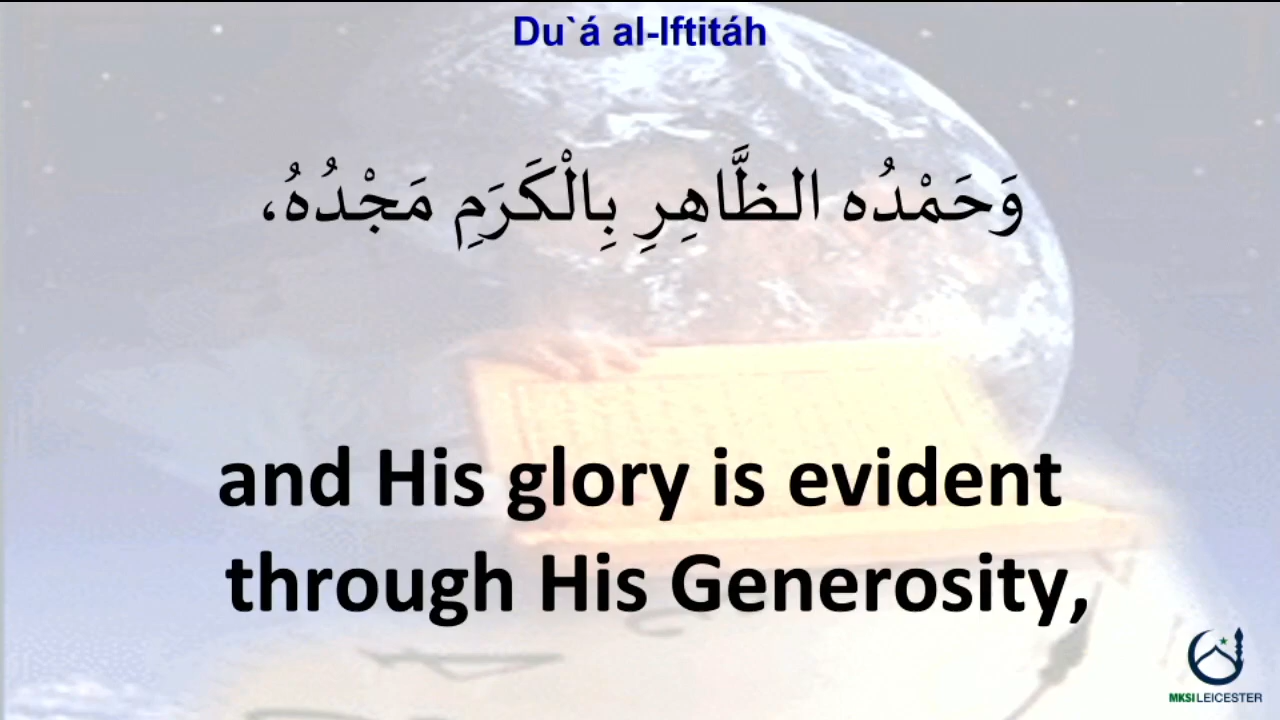 Du`á al-Iftitáh
وَحَمْدُه الظَّاهِرِ بِالْكَرَمِ مَجْدُهُ،
and His glory is evident
through His Generosity,
MKSI LEICESTER